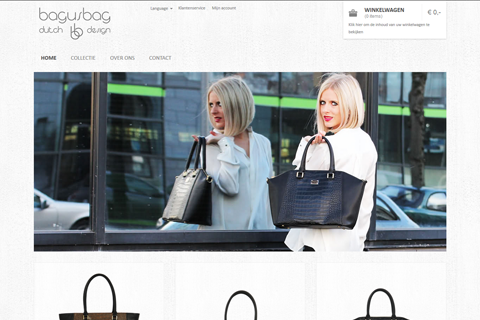 bagusbag
dutch design
Language Klantenservice Mijn account
WINKELWAGEN
(0 items)
€ 0,-
Klik hier om de inhoud van uw winkelwagen te
bekijken
HOME COLLECTIE OVER ONS CONTACT